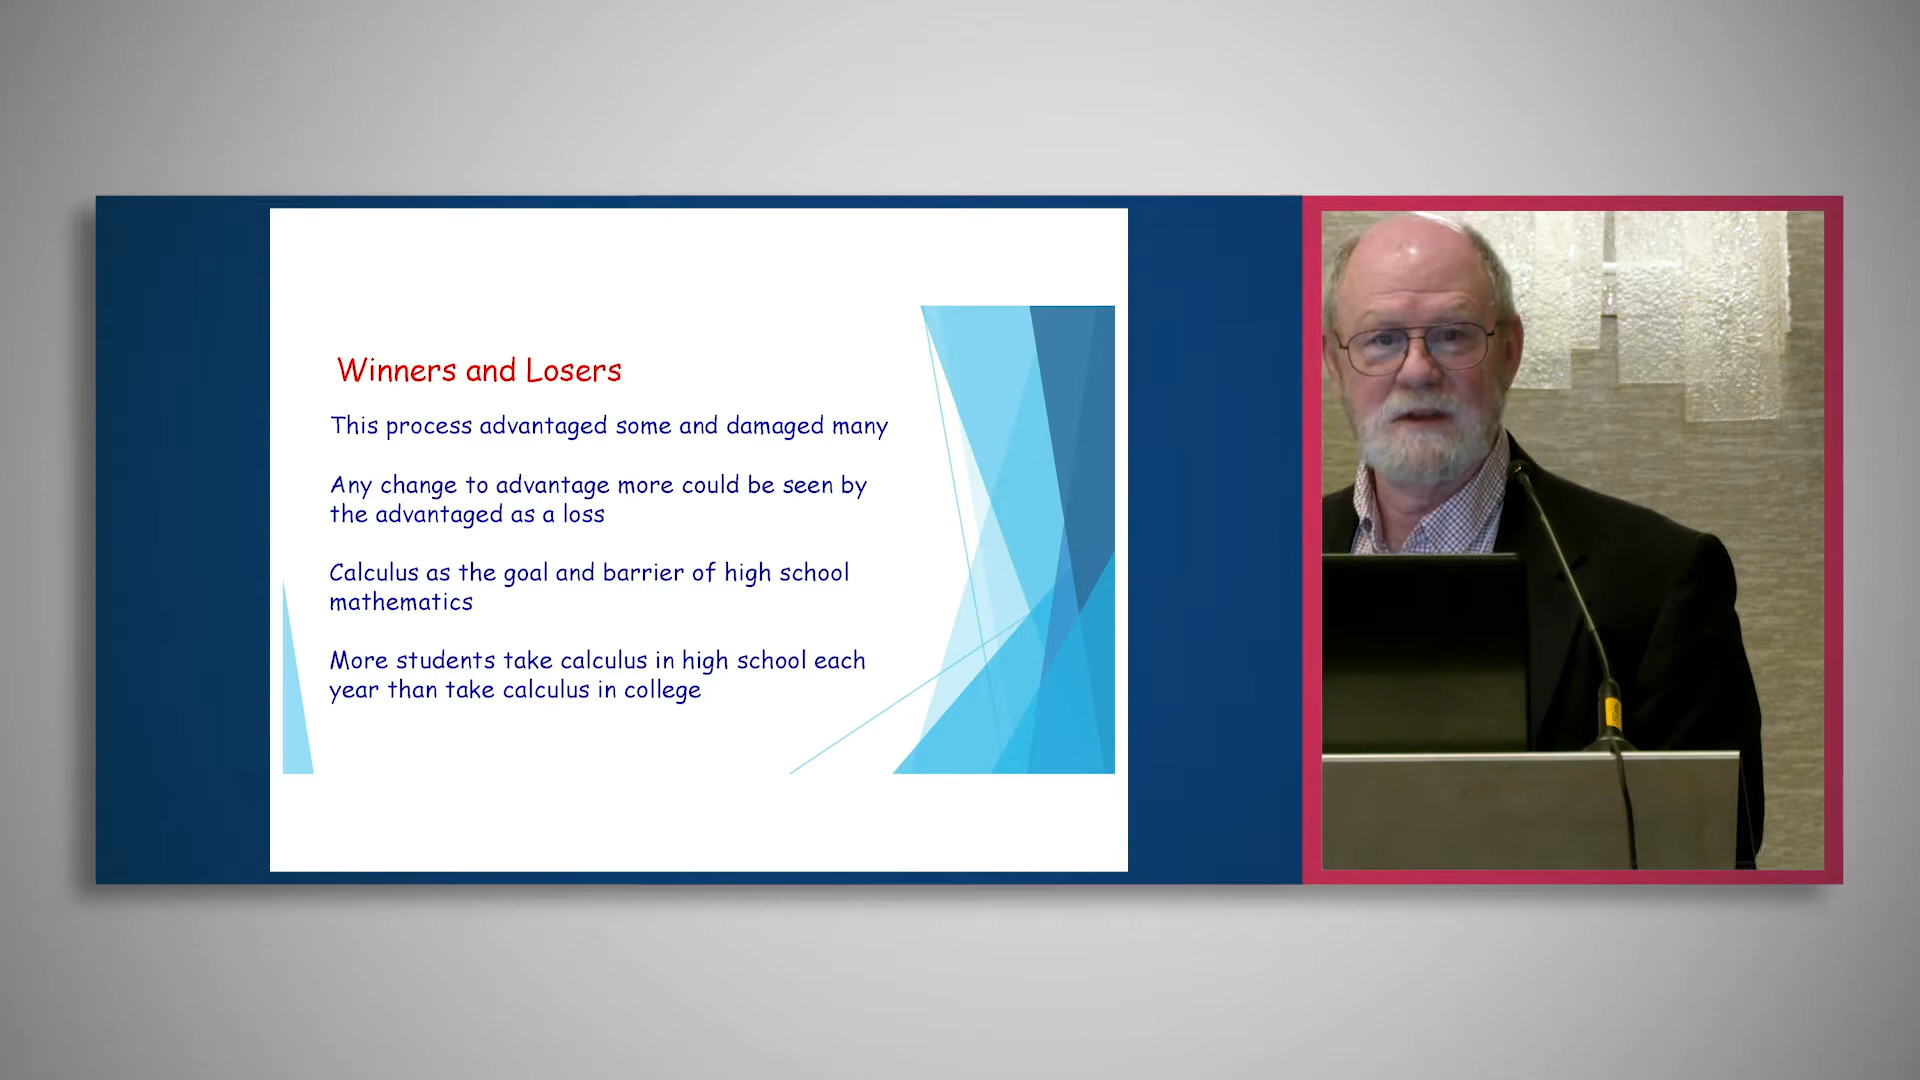 Winners and Losers
This process advantaged some and damaged many
Any change to advantage more could be seen by
the advantaged as a loss
Calculus as the goal and barrier of high school
mathematics
More students take calculus in high school each
year than take calculus in college